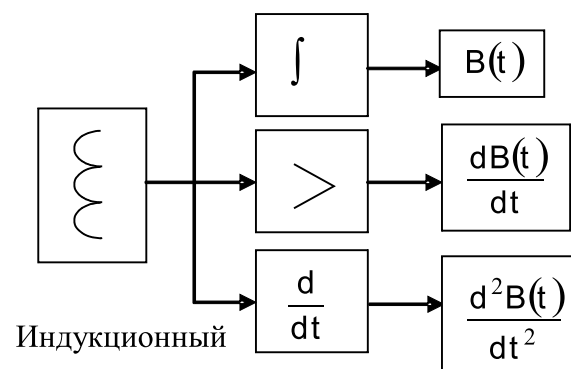 ∫
B(t)
>
dB(t)
dt
d
dt
d²B(t)
dt²
Индукционный